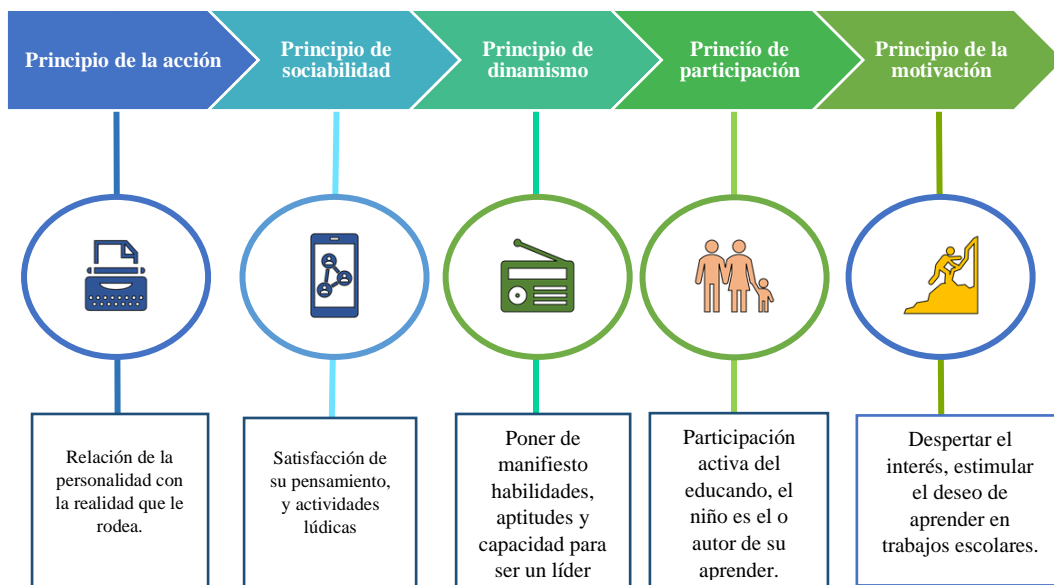 Principio de la acción
Principio de
sociabilidad
Principio de
dinamismo
Princiío de
participación
Principio de la
motivación
Relación de la
personalidad con
la realidad que le
rodea.
Satisfacción de
su pensamiento,
y actividades
lúdicas
Poner de
manifiesto
habilidades,
aptitudes y
capacidad para
ser un líder
Participación
activa del
educando, el
niño es el o
autor de su
aprender.
Despertar el
interés, estimular
el deseo de
aprender en
trabajos escolares.